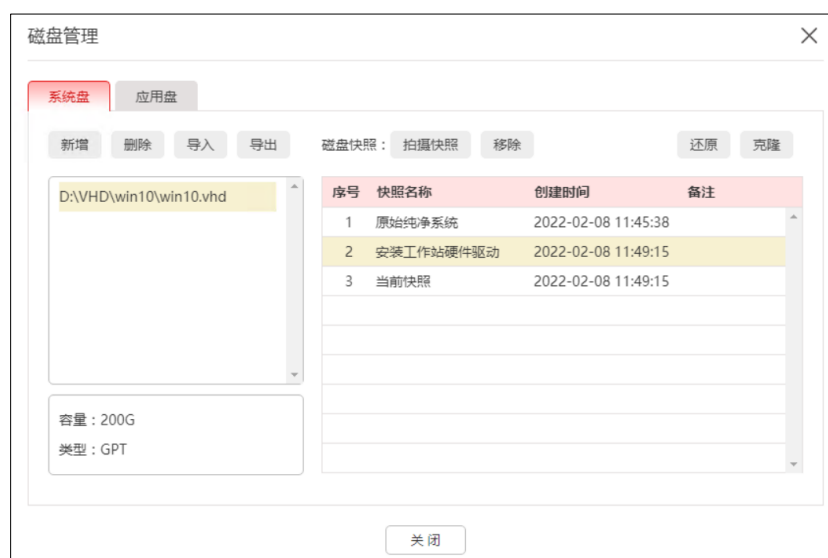 磁盘管理
系统盘 应用盘
新增 删除 导入 导出 磁盘快照： 拍摄快照 移除 还原 克隆
D:\VHD\win10\win10.vhd
序号 快照名称 创建时间 备注
1 原始纯净系统 2022-02-08 11:45:38
2 安装工作站硬件驱动 2022-02-08 11:49:15
3 当前快照 2022-02-08 11:49:15
容量：200G
类型：GPT
关闭